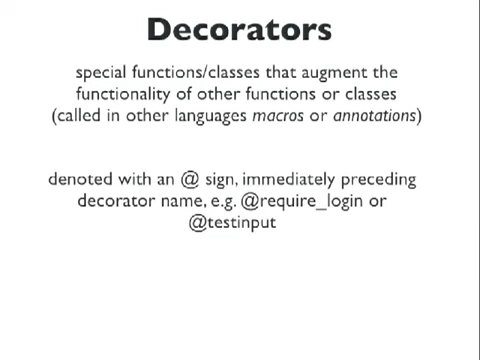 Decorators
special functions/classes that augment the
functionality of other functions or classes
(called in other languages macros or annotations)
denoted with an @ sign, immediately preceding
decorator name, e.g. @require_login or
@testinput